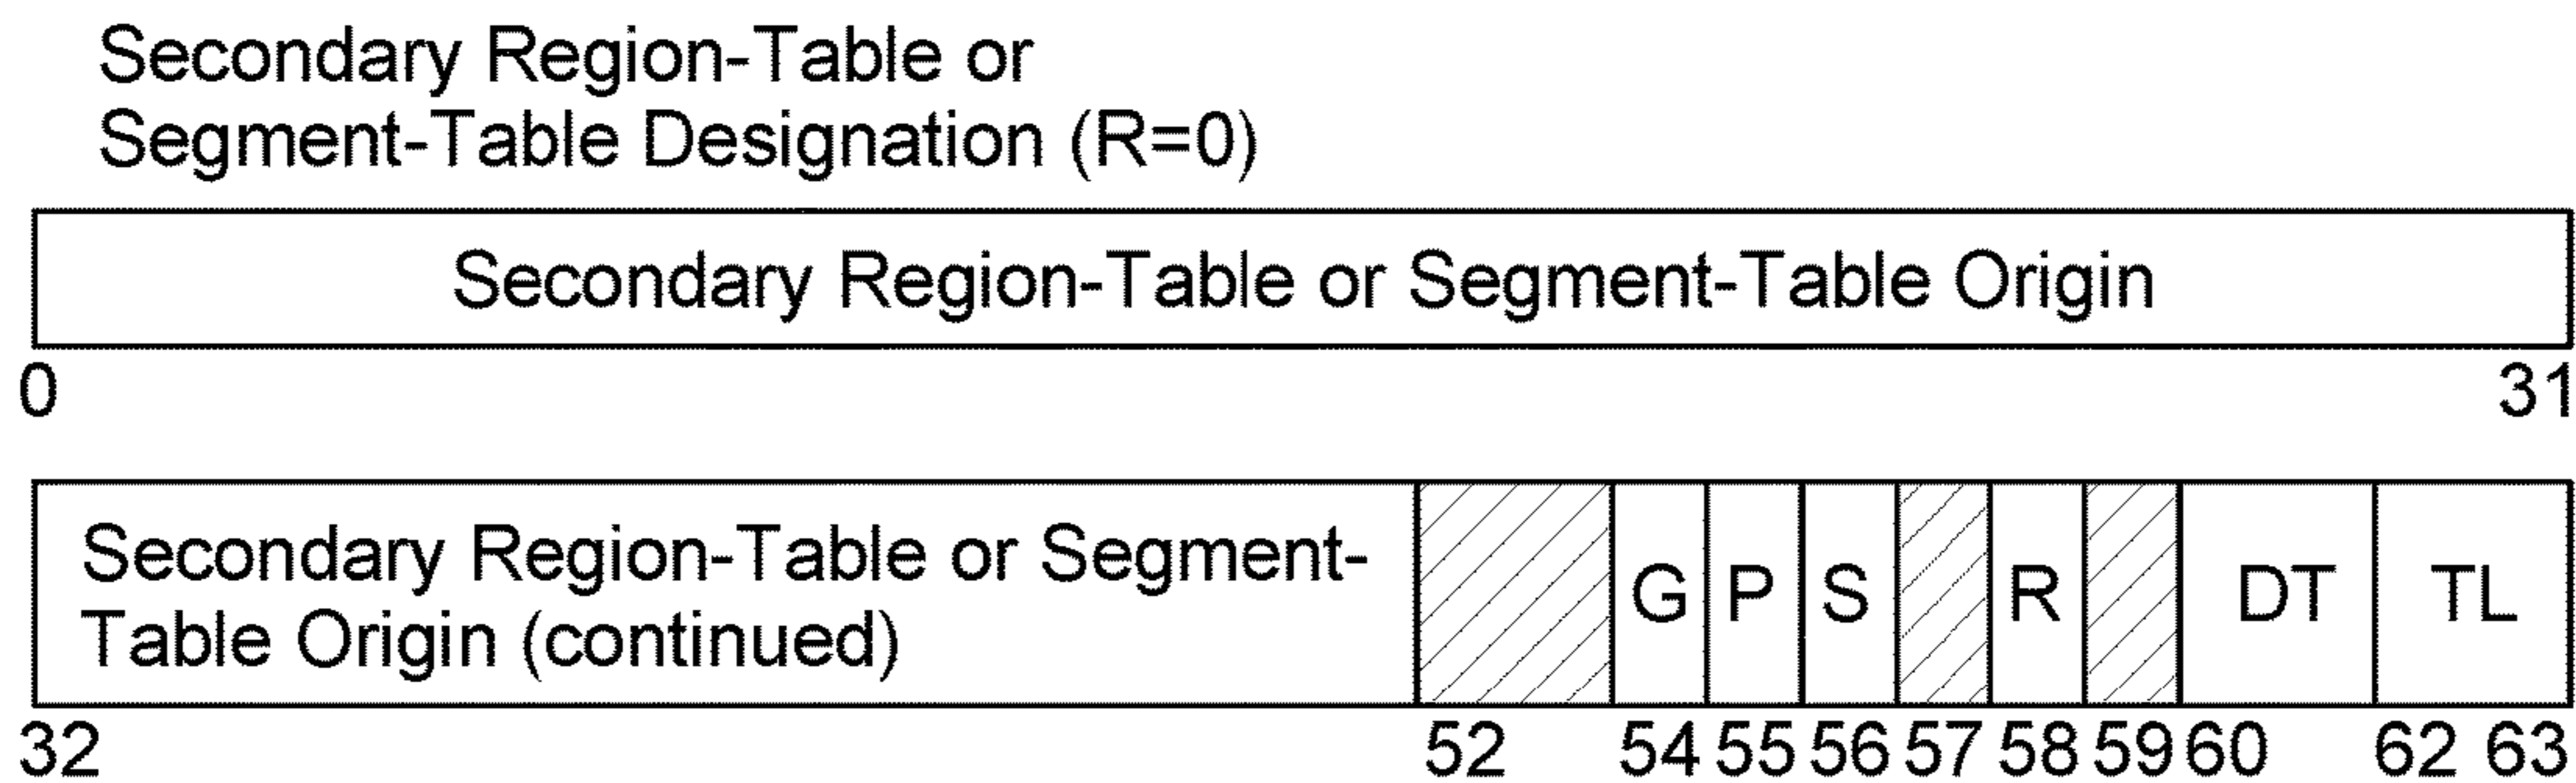 Secondary Region-Table or
Segment-Table Designation (R=0)
Secondary Region-Table or Segment-Table Origin
0 31
Secondary Region-Table or Segment-
Table Origin (continued)
G P S R DT TL
32 52 54 55 56 57 58 59 60 62 63